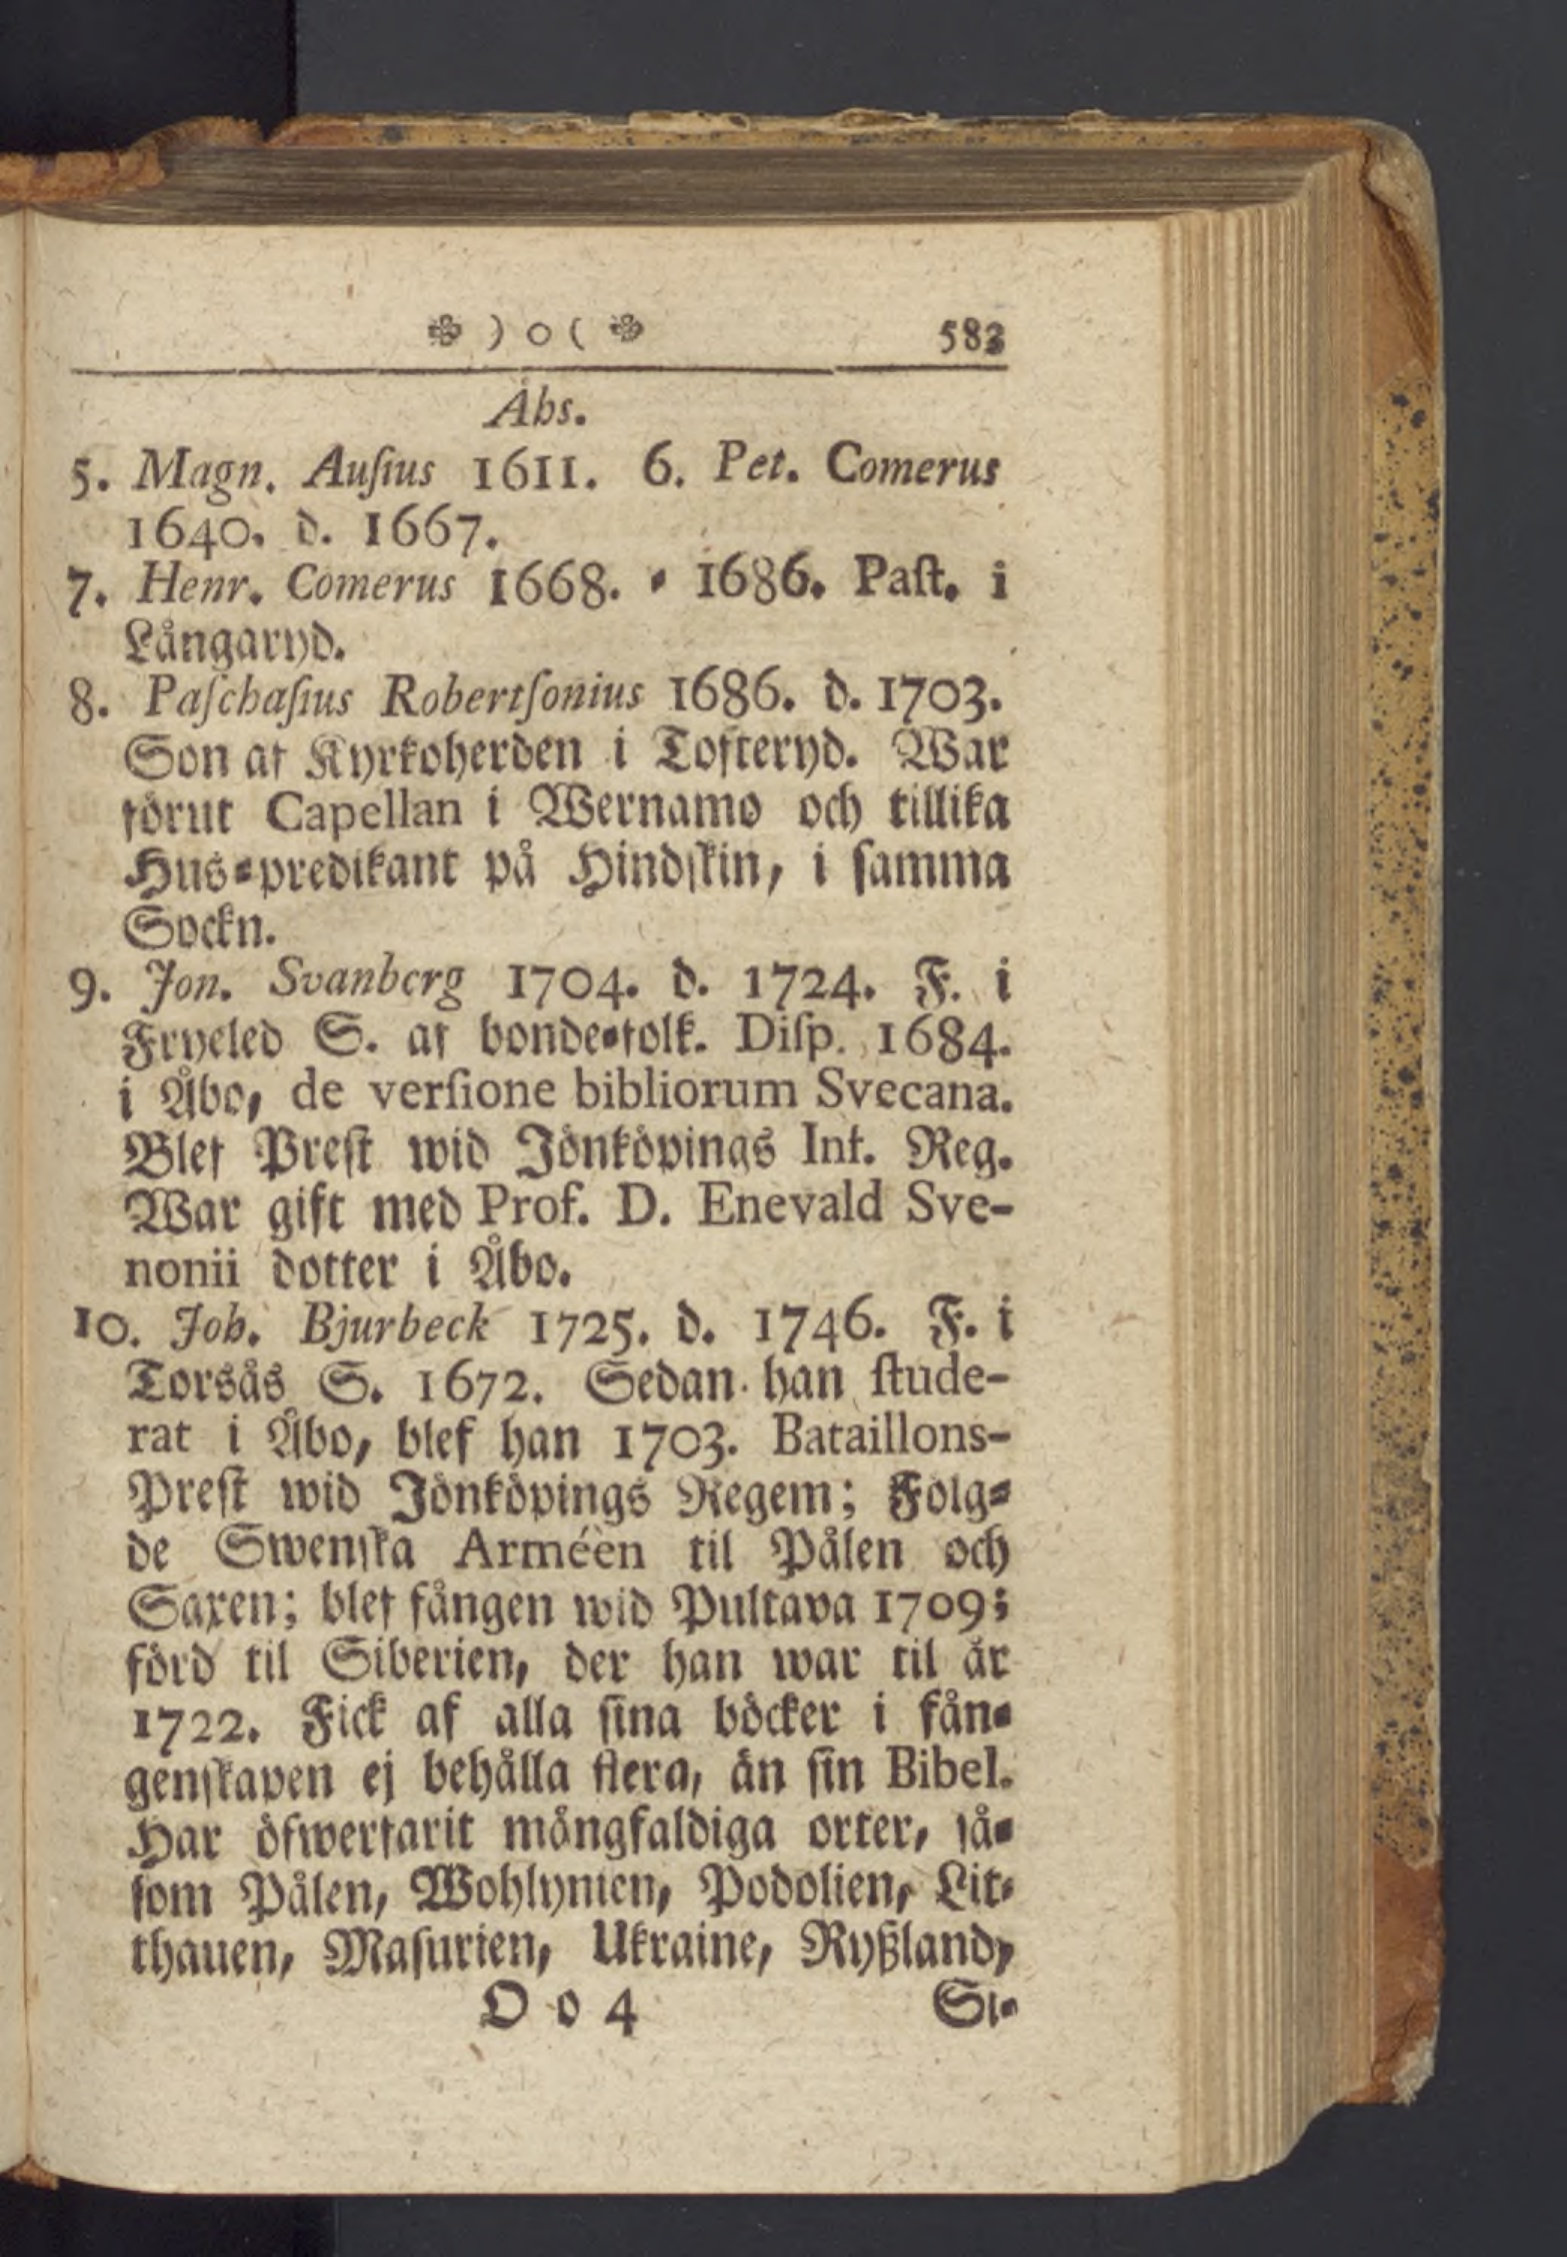 ✤ ) o ( ✤ 583
Åhs.
5. Magn. Auſius 1611. 6. Pet. Comerus
1640. d. 1667.
7. Henr. Comerus 1668. ⸗ 1686. Paſt. i
Långaryd.
8. Paſchaſius Robertſonius 1686. d. 1703.
Son af Kyrkoherden i Tofteryd. War
förut Capellan i Wernamo och tillika
Hus⸗predikant på Hindſkin, i ſamma
Sockn.
9. Jon. Svanberg 1704. d. 1724. F. i
Fryeled S. af bonde⸗folk. Diſp. 1684.
i Åbo, de verſione bibliorum Svecana.
Blef Preſt wid Jönköpings Inf. Reg.
War gift med Prof. D. Enevald Sve-
nonii dotter i Åbo.
10. Joh. Bjurbeck 1725. d. 1746. F. i
Torsås S. 1672. Sedan han ſtude-
rat i Åbo, blef han 1703. Bataillons-
Preſt wid Jönköpings Regem; Földg⸗
de Swenſka Arméen til Pålen och
Saxen; blef fången wid Pultava 1709;
förd til Siberien, der han war til år
1722. Fick af alla ſina böcker i fån⸗
genſkapen ej behålla flera, än ſin Bibel.
Har öfwerfarit mångfaldiga orter, ſå⸗
ſom Pålen, Wohlynien, Podolien, Lit⸗
thauen, Maſurien, Ukraine, Ryßland,
O o 4 Si⸗